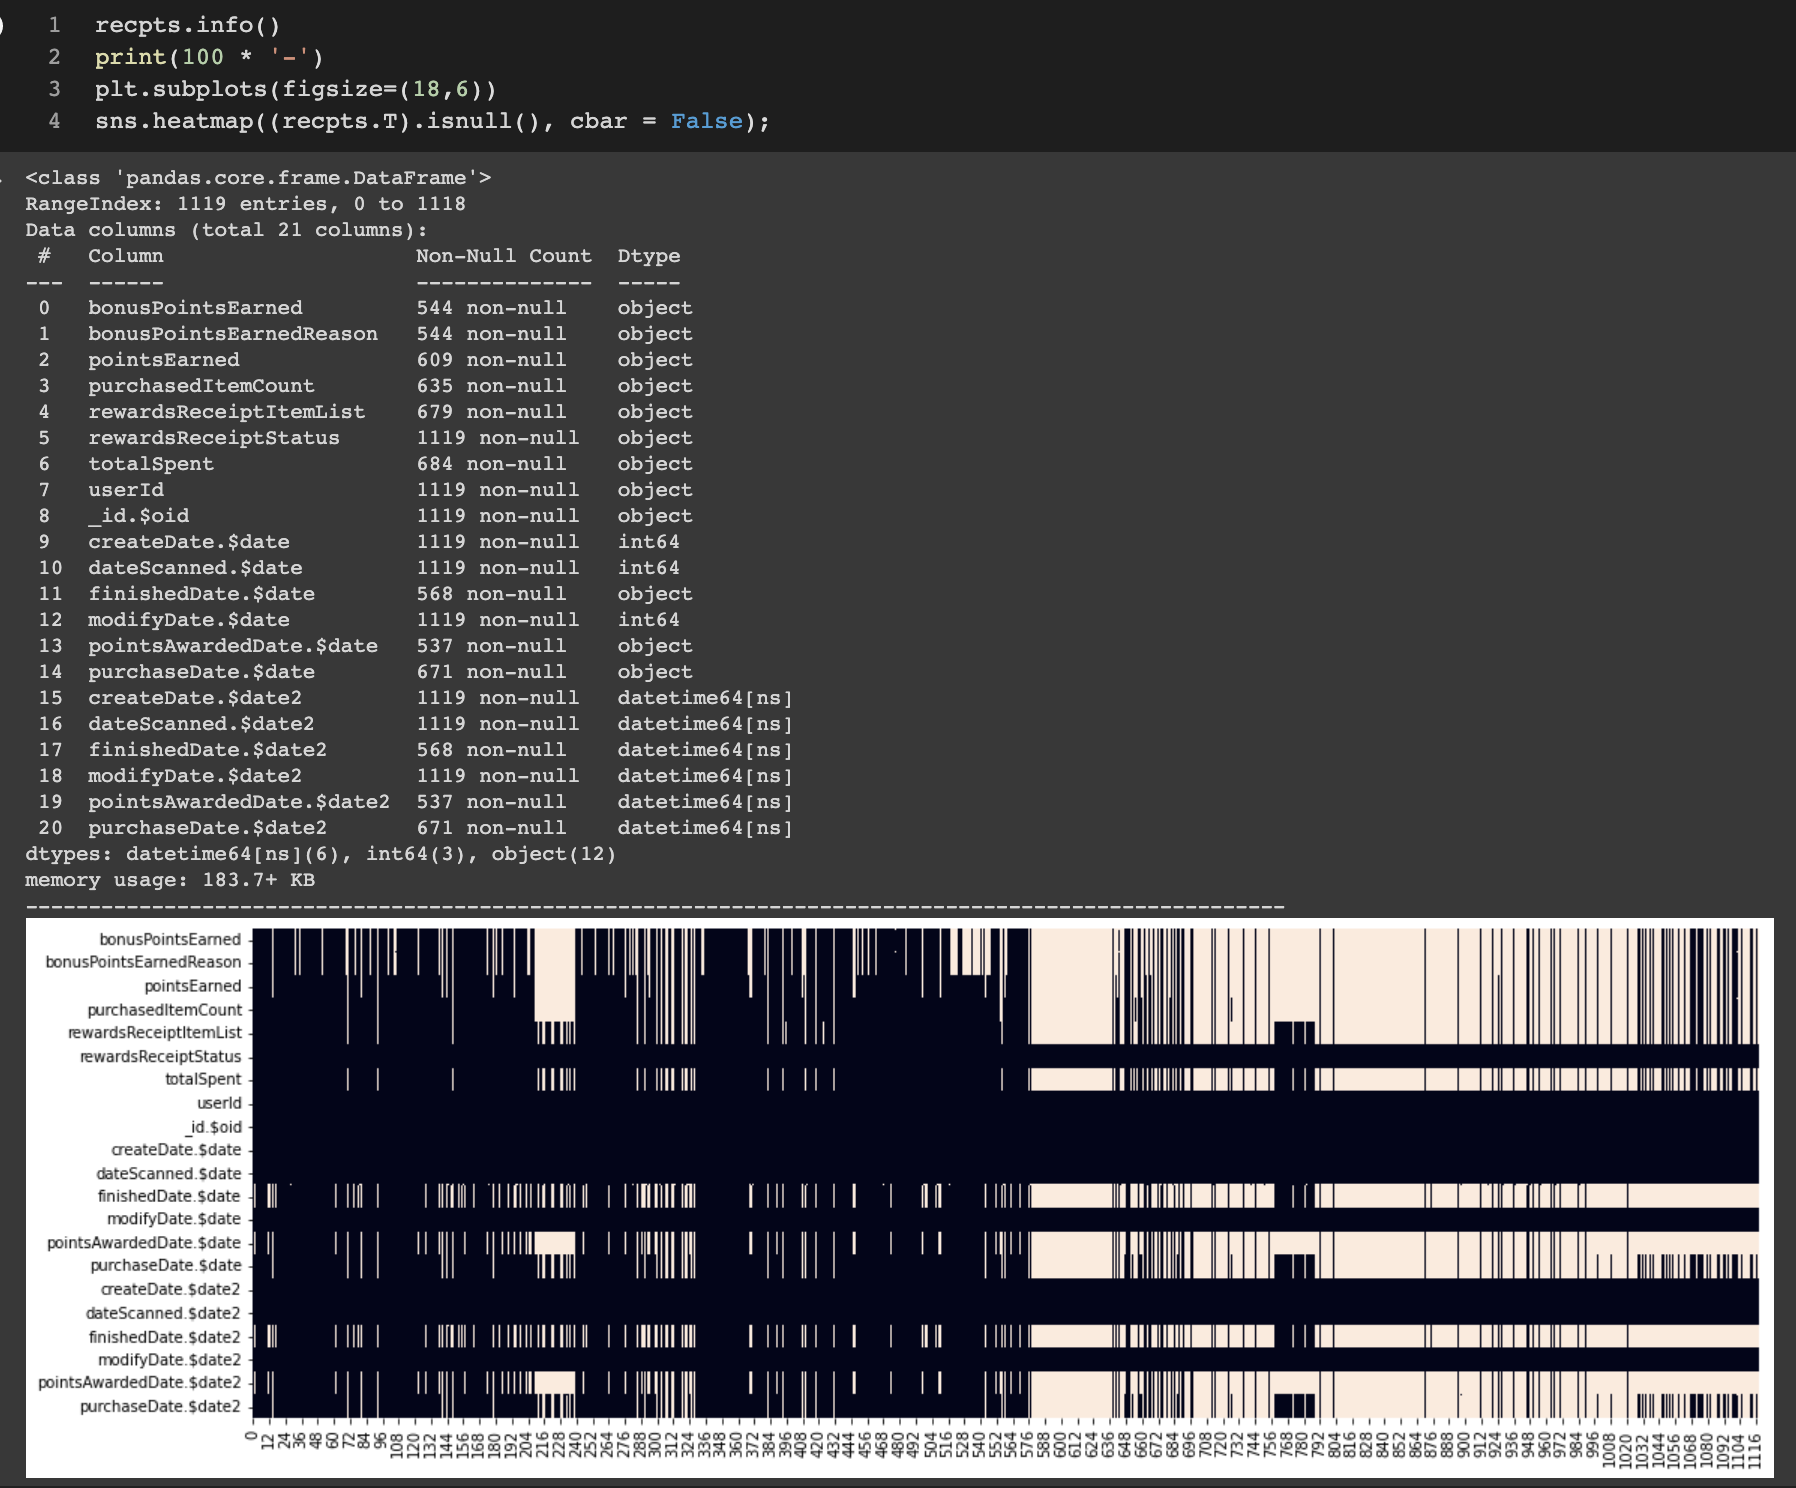 1 recpts.info()
2 print(100 * '-')
3 plt.subplots(figsize=(18,6))
4 sns.heatmap((recpts.T).isnull(), cbar = False);
<class 'pandas.core.frame.DataFrame'>
RangeIndex: 1119 entries, 0 to 1118
Data columns (total 21 columns):
# Column Non-Null Count Dtype
--- ------ -------------- -----
0 bonusPointsEarned 544 non-null object
1 bonusPointsEarnedReason 544 non-null object
2 pointsEarned 609 non-null object
3 purchasedItemCount 635 non-null object
4 rewardsReceiptItemList 679 non-null object
5 rewardsReceiptStatus 1119 non-null object
6 totalSpent 684 non-null object
7 userId 1119 non-null object
8 _id.$oid 1119 non-null object
9 createDate.$date 1119 non-null int64
10 dateScanned.$date 1119 non-null int64
11 finishedDate.$date 568 non-null object
12 modifyDate.$date 1119 non-null int64
13 pointsAwardedDate.$date 537 non-null object
14 purchaseDate.$date 671 non-null object
15 createDate.$date2 1119 non-null datetime64[ns]
16 dateScanned.$date2 1119 non-null datetime64[ns]
17 finishedDate.$date2 568 non-null datetime64[ns]
18 modifyDate.$date2 1119 non-null datetime64[ns]
19 pointsAwardedDate.$date2 537 non-null datetime64[ns]
20 purchaseDate.$date2 671 non-null datetime64[ns]
dtypes: datetime64[ns](6), int64(3), object(12)
memory usage: 183.7+ KB
----------------------------------------------------------------------------------------------------
bonusPointsEarned
bonusPointsEarnedReason
pointsEarned
purchasedItemCount
rewardsReceiptItemList
rewardsReceiptStatus
totalSpent
userId
_id.$oid
createDate.$date
dateScanned.$date
finishedDate.$date
modifyDate.$date
pointsAwardedDate.$date
purchaseDate.$date
createDate.$date2
dateScanned.$date2
finishedDate.$date2
modifyDate.$date2
pointsAwardedDate.$date2
purchaseDate.$date2
0 12 24 36 48 60 72 84 96 108 120 132 144 156 168 180 192 204 216 228 240 252 264 276 288 300 312 324 336 348 360 372 384 396 408 420 432 444 456 468 480 492 504 516 528 540 552 564 576 588 600 612 624 636 648 660 672 684 696 708 720 732 744 756 768 780 792 804 816 828 840 852 864 876 888 900 912 924 936 948 960 972 984 996 1008 1020 1032 1044 1056 1068 1080 1092 1104 1116